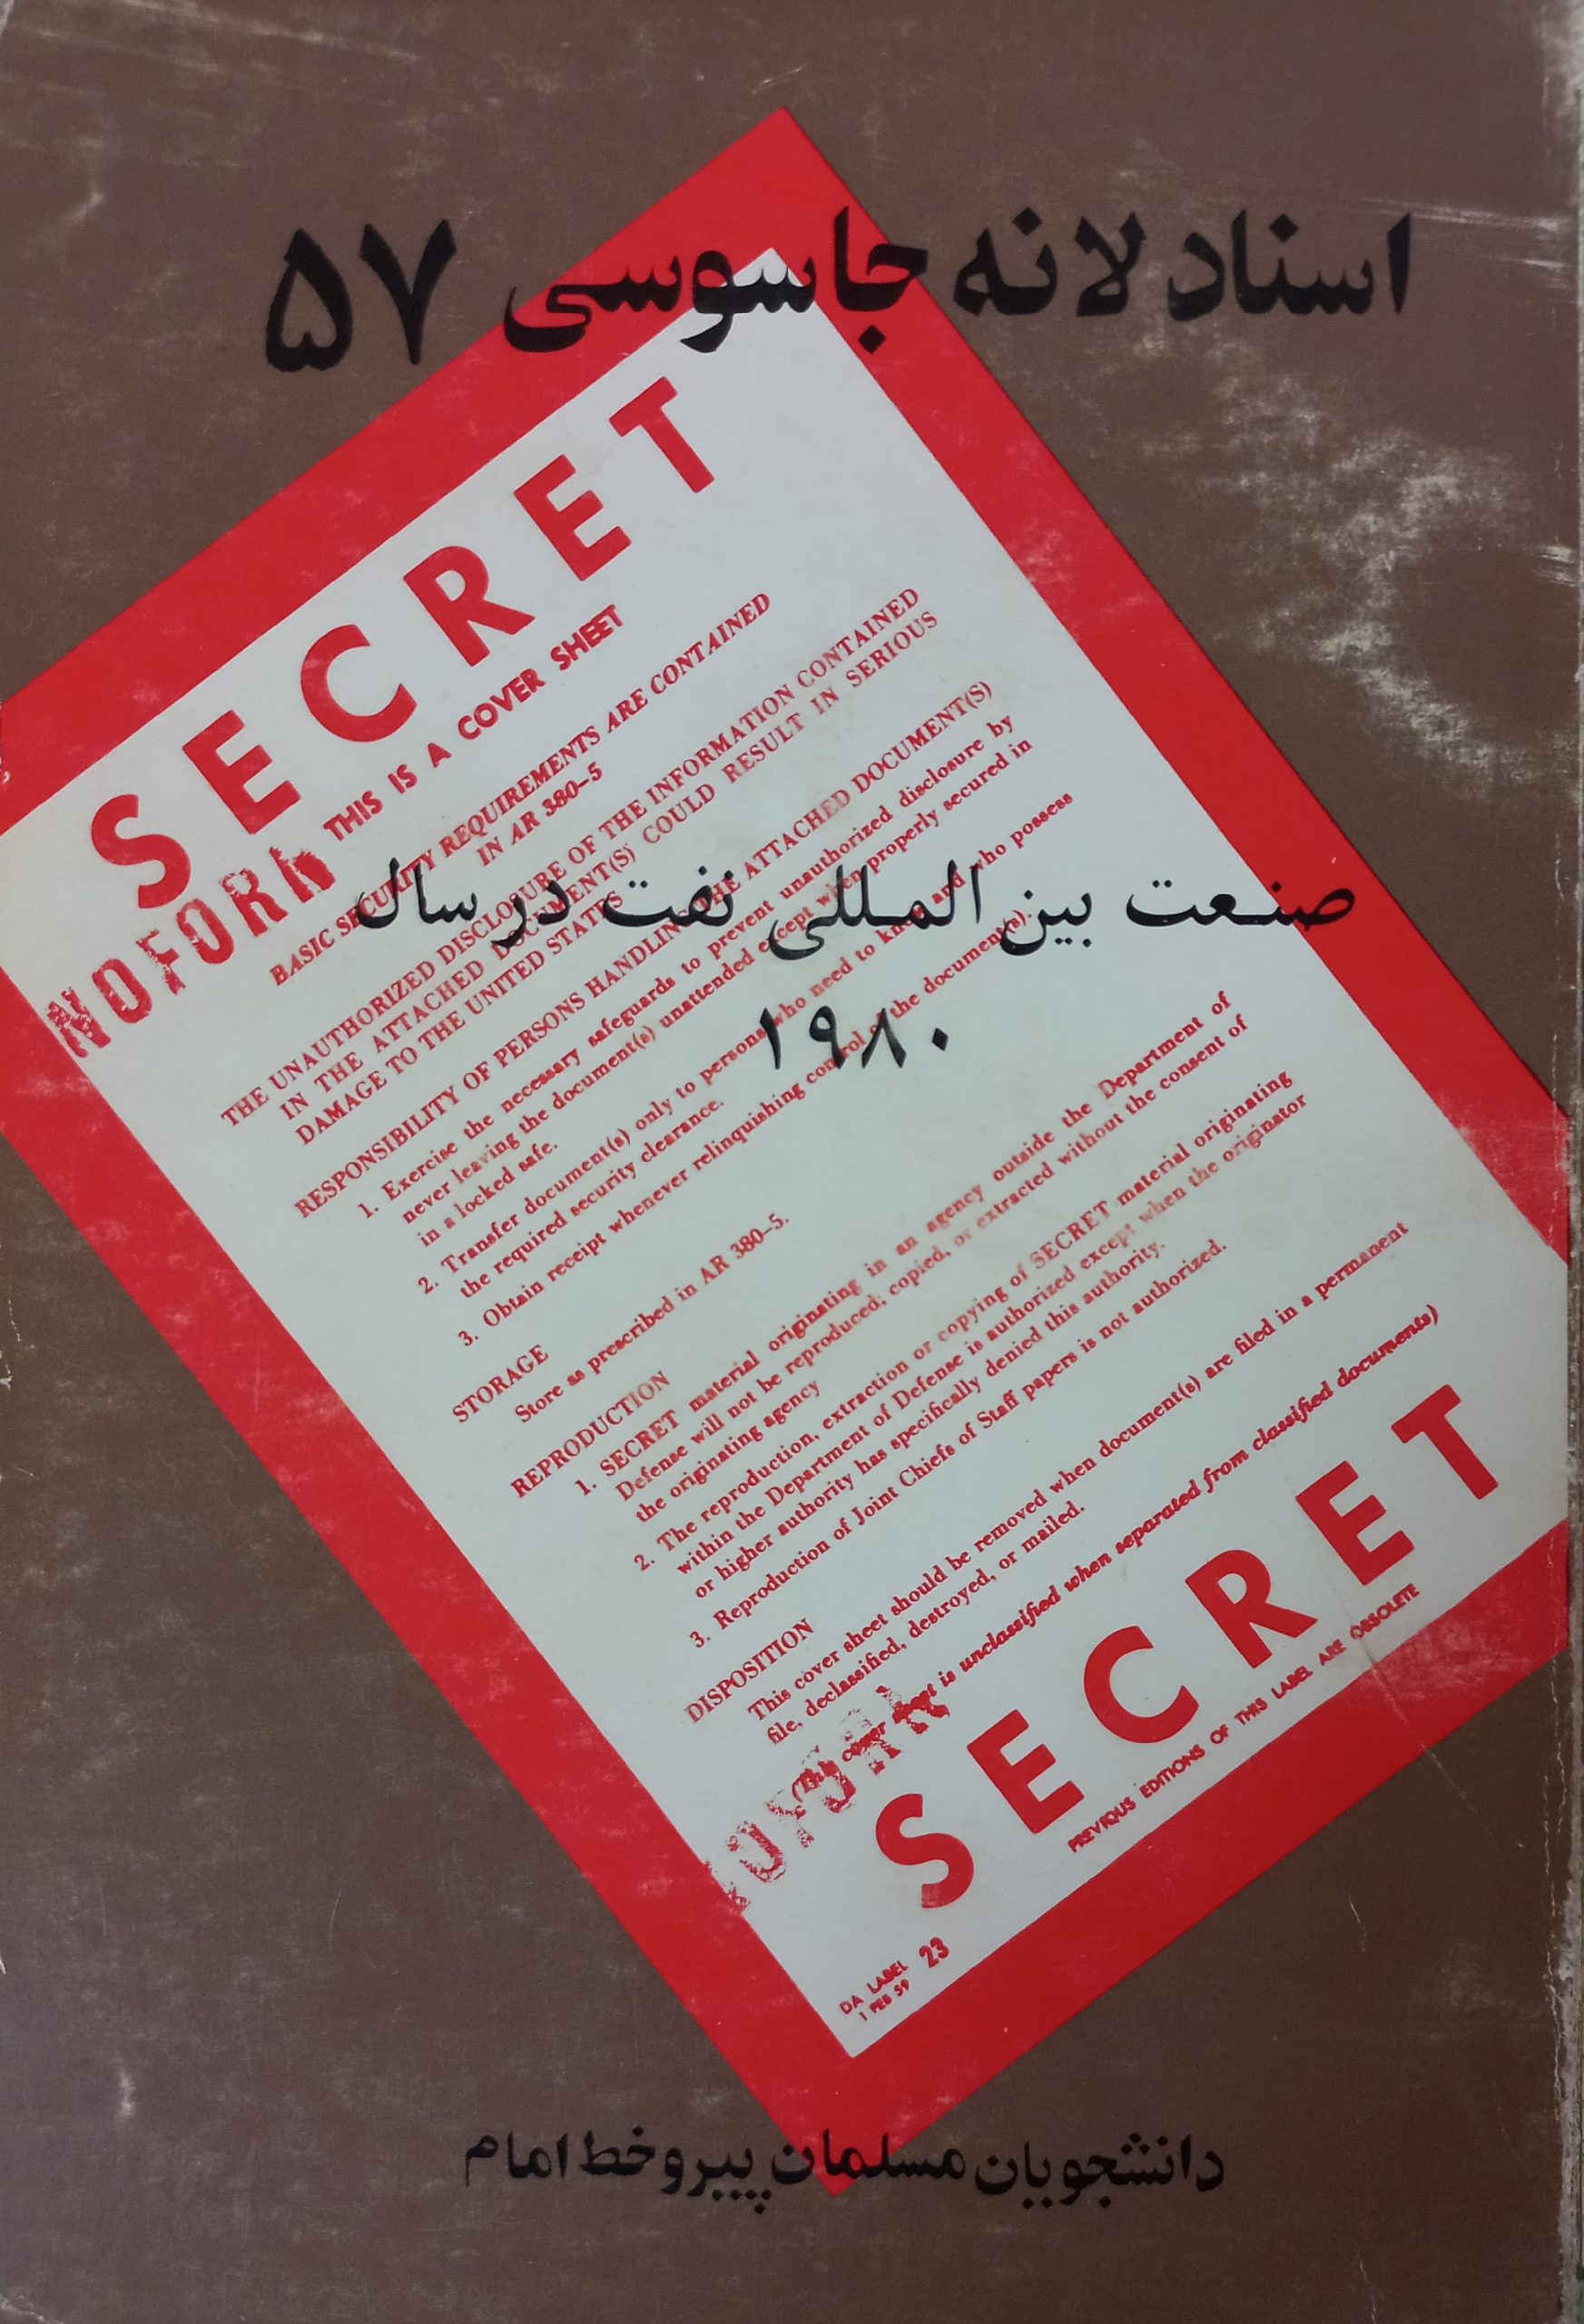 اسناد لانه جاسوسی ۵۷
SECRET
NOFORN THIS IS A COVER SHEET
BASIC SECURITY REQUIREMENTS ARE CONTAINED
IN AR 380-5
THE UNAUTHORIZED DISCLOSURE OF THE INFORMATION CONTAINED
IN THE ATTACHED DOCUMENT(S) COULD RESULT IN SERIOUS
DAMAGE TO THE UNITED STATES
RESPONSIBILITY OF PERSONS HANDLING THE ATTACHED DOCUMENT(S)
1. Exercise the necessary safeguards to prevent unauthorized disclosure by
never leaving the document(s) unattended except when properly secured in
in a locked safe.
2. Transfer document(s) only to persons who need to know and who possess
the required security clearance.
3. Obtain receipt whenever relinquishing control of the document(s).
صنعت بین المللی نفت در سال
۱۹۸۰
STORAGE
Store as prescribed in AR 380-5.
REPRODUCTION
1. SECRET material originating in an agency outside the Department of
Defense will not be reproduced, copied, or extracted without the consent of
the originating agency
2. The reproduction, extraction or copying of SECRET material originating
within the Department of Defense is authorized except when the originator
or higher authority has specifically denied this authority.
3. Reproduction of Joint Chiefs of Staff papers is not authorized.
DISPOSITION
This cover sheet should be removed when document(s) are filed in a permanent
file, declassified, destroyed, or mailed.
(This cover sheet is unclassified when separated from classified documents)
NOFORN
SECRET
PREVIOUS EDITIONS OF THIS LABEL ARE OBSOLETE
DA LABEL 23
1 FEB 59
دانشجویان مسلمان پیرو خط امام